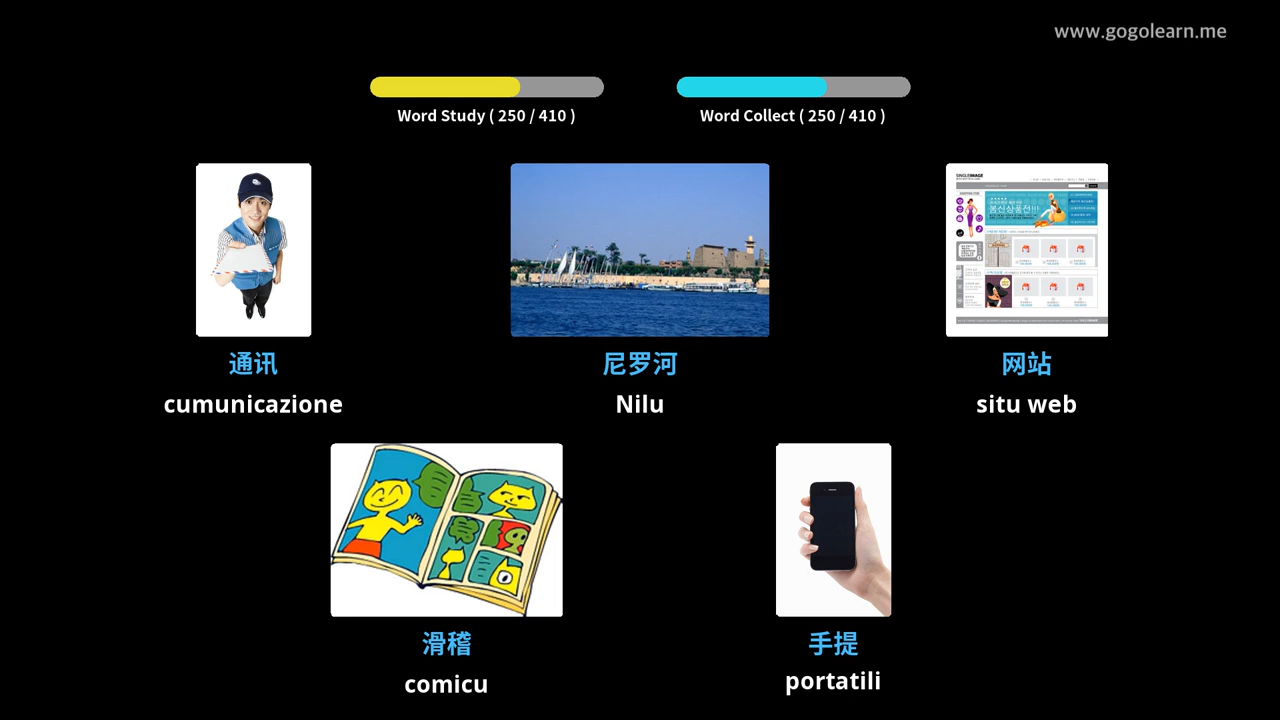 www.gogolearn.me
Word Study ( 250 / 410 )
Word Collect ( 250 / 410 )
通讯
cumunicazione
尼罗河
Nilu
网站
situ web
滑稽
comicu
手提
portatili